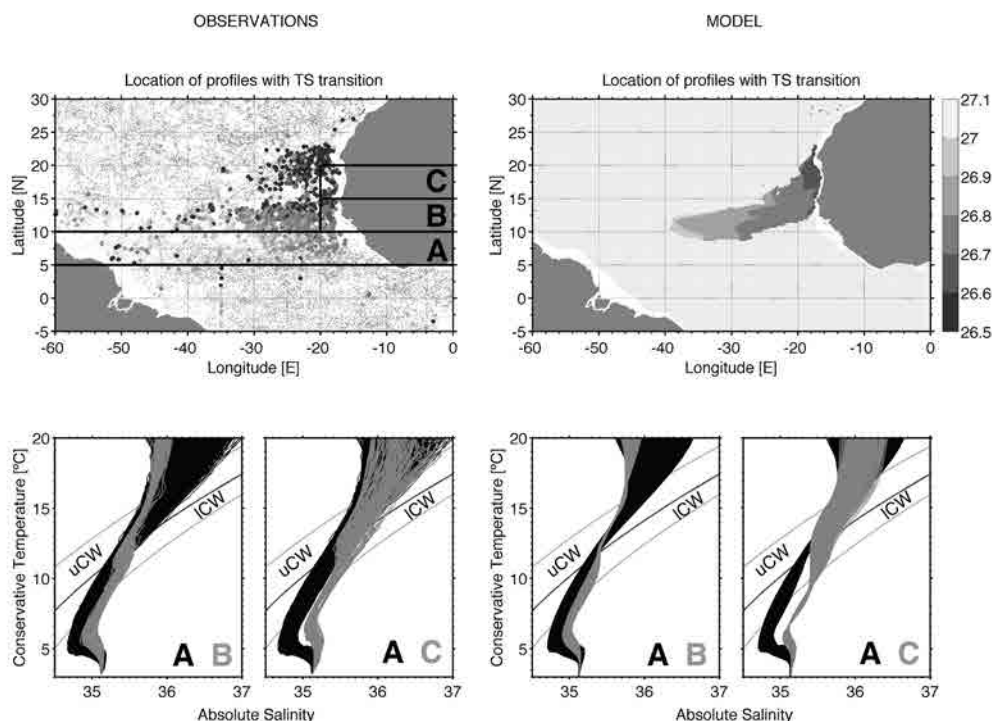 OBSERVATIONS
MODEL
Location of profiles with TS transition
Location of profiles with TS transition
Latitude [N]
30
25
20
15
10
5
0
-5
-60 -50 -40 -30 -20 -10 0
Longitude [E]
C
B
A
Latitude [N]
30
25
20
15
10
5
0
-5
-60 -50 -40 -30 -20 -10 0
Longitude [E]
27.1
27
26.9
26.8
26.7
26.6
26.5
Conservative Temperature [ºC]
20
15
10
5
uCW
lCW
A B
35 36 37
Absolute Salinity
uCW
lCW
A C
35 36 37
Conservative Temperature [ºC]
20
15
10
5
uCW
lCW
A B
35 36 37
Absolute Salinity
uCW
lCW
A C
35 36 37